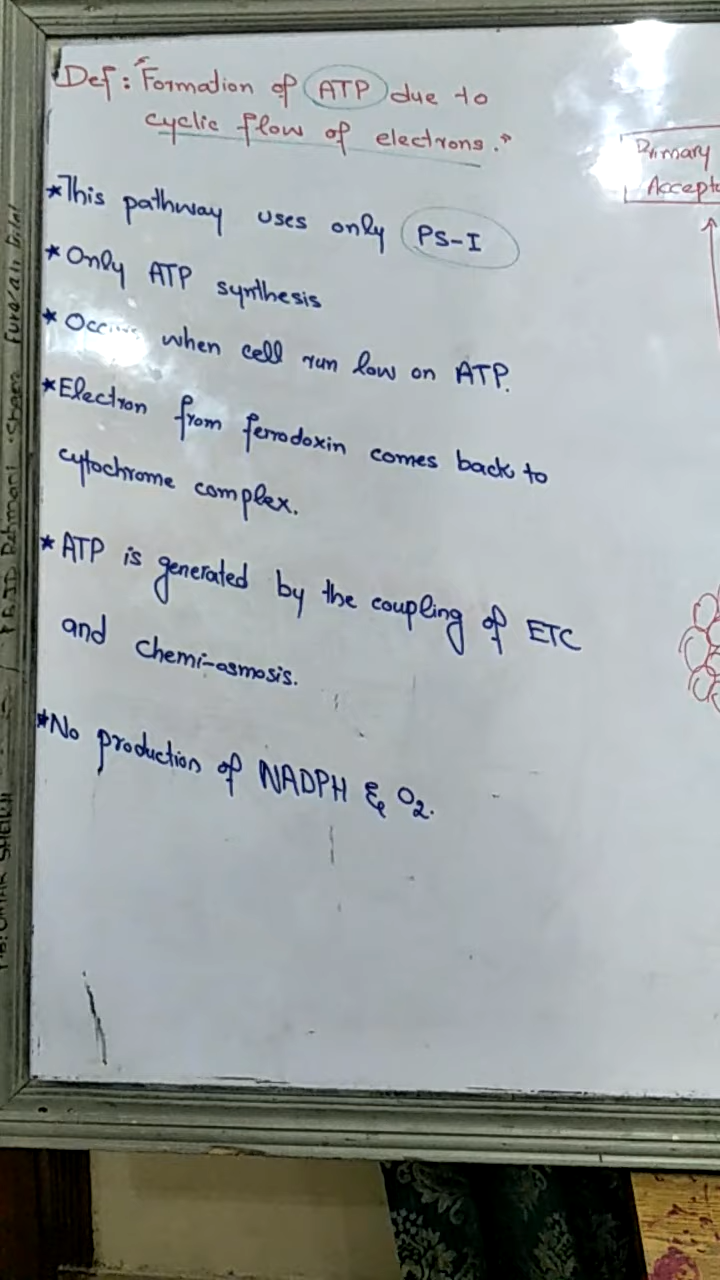 Def: "Formation of ATP due to
cyclic flow of electrons."
*This pathway uses only PS-I
*Only ATP synthesis
*Occurs when cell run low on ATP.
*Electron from ferrodoxin comes back to
cytochrome complex.
*ATP is generated by the coupling of ETC
and chemi-osmosis.
*No production of NADPH & O2.
Primary